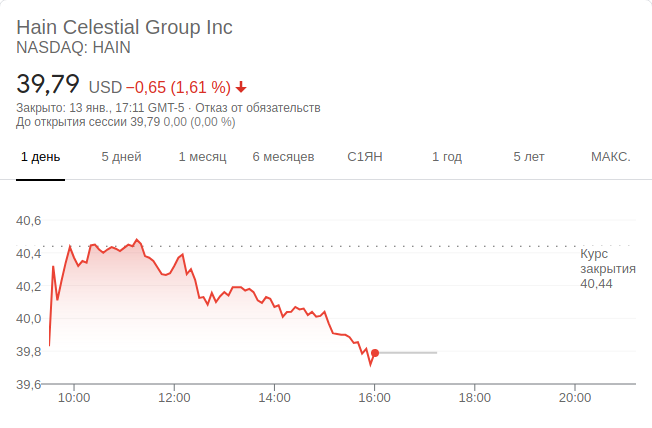 Hain Celestial Group Inc
NASDAQ: HAIN
39,79 USD −0,65 (1,61 %)
Закрыто: 13 янв., 17:11 GMT-5 · Отказ от обязательств
До открытия сессии 39,79 0,00 (0,00 %)
1 день 5 дней 1 месяц 6 месяцев С1ЯН 1 год 5 лет МАКС.
40,6
40,4
40,2
40,0
39,8
39,6
Курс
закрытия
40,44
10:00 12:00 14:00 16:00 18:00 20:00